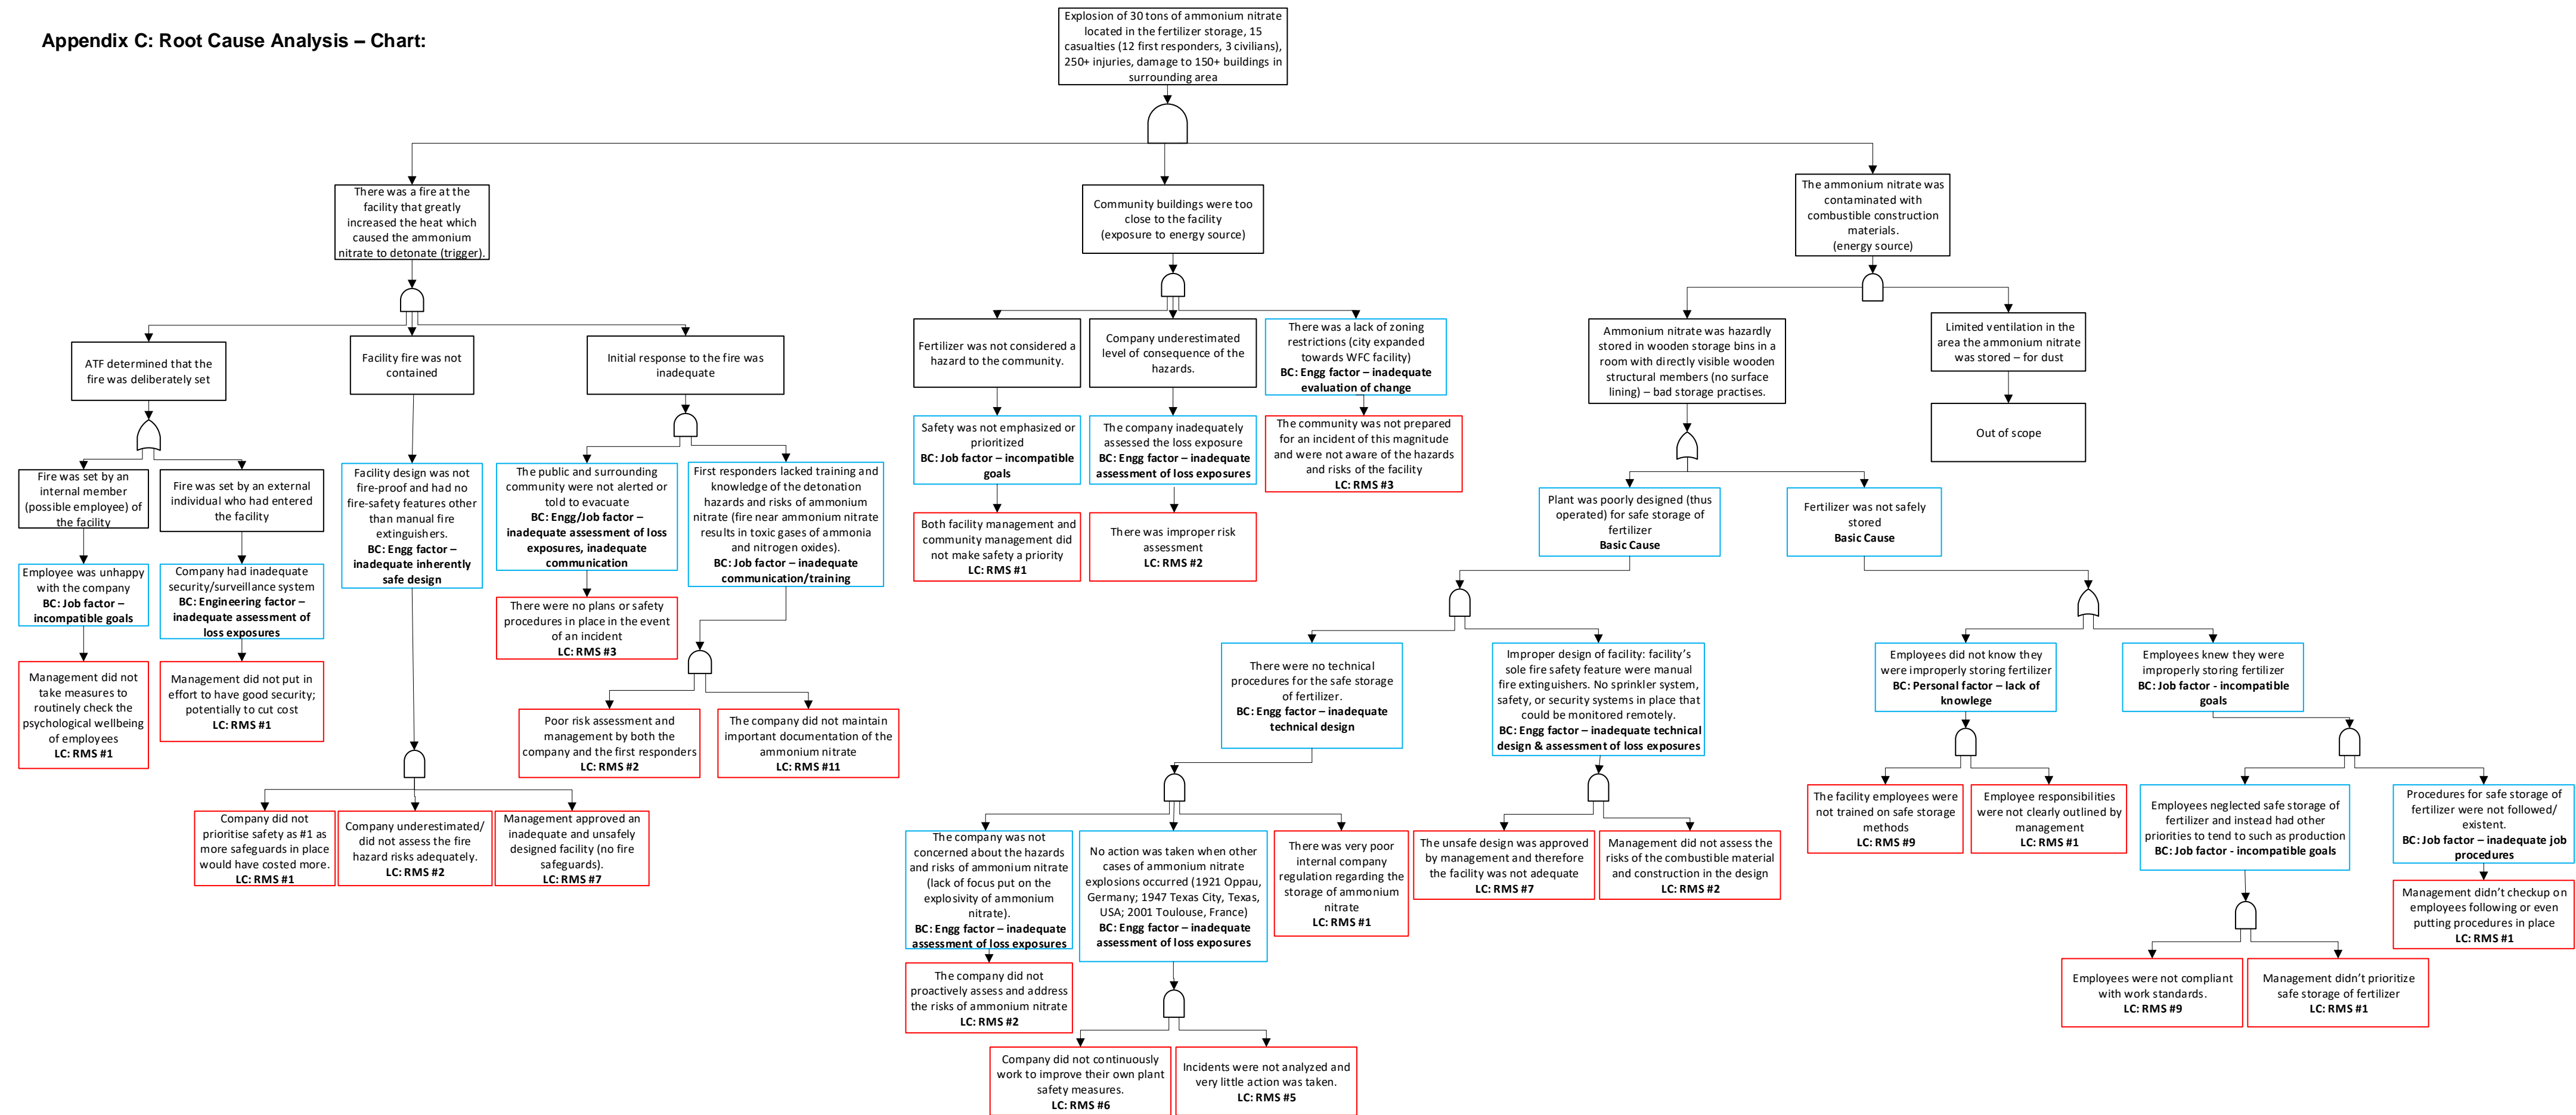 Appendix C: Root Cause Analysis – Chart:
Explosion of 30 tons of ammonium nitrate
located in the fertilizer storage, 15
casualties (12 first responders, 3 civilians),
250+ injuries, damage to 150+ buildings in
surrounding area
There was a fire at the
facility that greatly
increased the heat which
caused the ammonium
nitrate to detonate (trigger).
Community buildings were too
close to the facility
(exposure to energy source)
The ammonium nitrate was
contaminated with
combustible construction
materials.
(energy source)
ATF determined that the
fire was deliberately set
Facility fire was not
contained
Initial response to the fire was
inadequate
Fertilizer was not considered a
hazard to the community.
Company underestimated
level of consequence of the
hazards.
There was a lack of zoning
restrictions (city expanded
towards WFC facility)
BC: Engg factor – inadequate
evaluation of change
Ammonium nitrate was hazardly
stored in wooden storage bins in a
room with directly visible wooden
structural members (no surface
lining) – bad storage practises.
Limited ventilation in the
area the ammonium nitrate
was stored – for dust
Out of scope
Fire was set by an
internal member
(possible employee) of
the facility
Fire was set by an external
individual who had entered
the facility
Facility design was not
fire-proof and had no
fire-safety features other
than manual fire
extinguishers.
BC: Engg factor –
inadequate inherently
safe design
The public and surrounding
community were not alerted or
told to evacuate
BC: Engg/Job factor –
inadequate assessment of loss
exposures, inadequate
communication
First responders lacked training and
knowledge of the detonation
hazards and risks of ammonium
nitrate (fire near ammonium nitrate
results in toxic gases of ammonia
and nitrogen oxides).
BC: Job factor – inadequate
communication/training
Safety was not emphasized or
prioritized
BC: Job factor – incompatible
goals
The company inadequately
assessed the loss exposure
BC: Engg factor – inadequate
assessment of loss exposures
The community was not prepared
for an incident of this magnitude
and were not aware of the hazards
and risks of the facility
LC: RMS #3
Both facility management and
community management did
not make safety a priority
LC: RMS #1
There was improper risk
assessment
LC: RMS #2
Plant was poorly designed (thus
operated) for safe storage of
fertilizer
Basic Cause
Fertilizer was not safely
stored
Basic Cause
Employee was unhappy
with the company
BC: Job factor –
incompatible goals
Company had inadequate
security/surveillance system
BC: Engineering factor –
inadequate assessment of
loss exposures
There were no plans or safety
procedures in place in the event
of an incident
LC: RMS #3
Management did not
take measures to
routinely check the
psychological wellbeing
of employees
LC: RMS #1
Management did not put in
effort to have good security;
potentially to cut cost
LC: RMS #1
Poor risk assessment and
management by both the
company and the first responders
LC: RMS #2
The company did not maintain
important documentation of the
ammonium nitrate
LC: RMS #11
Company did not
prioritise safety as #1 as
more safeguards in place
would have costed more.
LC: RMS #1
Company underestimated/
did not assess the fire
hazard risks adequately.
LC: RMS #2
Management approved an
inadequate and unsafely
designed facility (no fire
safeguards).
LC: RMS #7
There were no technical
procedures for the safe storage
of fertilizer.
BC: Engg factor – inadequate
technical design
Improper design of facility: facility’s
sole fire safety feature were manual
fire extinguishers. No sprinkler system,
safety, or security systems in place that
could be monitored remotely.
BC: Engg factor – inadequate technical
design & assessment of loss exposures
Employees did not know they
were improperly storing fertilizer
BC: Personal factor – lack of
knowlege
Employees knew they were
improperly storing fertilizer
BC: Job factor - incompatible
goals
The company was not
concerned about the hazards
and risks of ammonium nitrate
(lack of focus put on the
explosivity of ammonium
nitrate).
BC: Engg factor – inadequate
assessment of loss exposures
No action was taken when other
cases of ammonium nitrate
explosions occurred (1921 Oppau,
Germany; 1947 Texas City, Texas,
USA; 2001 Toulouse, France)
BC: Engg factor – inadequate
assessment of loss exposures
There was very poor
internal company
regulation regarding the
storage of ammonium
nitrate
LC: RMS #1
The unsafe design was approved
by management and therefore
the facility was not adequate
LC: RMS #7
Management did not assess the
risks of the combustible material
and construction in the design
LC: RMS #2
The facility employees were
not trained on safe storage
methods
LC: RMS #9
Employee responsibilities
were not clearly outlined by
management
LC: RMS #1
Employees neglected safe storage of
fertilizer and instead had other
priorities to tend to such as production
BC: Job factor - incompatible goals
Procedures for safe storage of
fertilizer were not followed/
existent.
BC: Job factor – inadequate job
procedures
Management didn’t checkup on
employees following or even
putting procedures in place
LC: RMS #1
The company did not
proactively assess and address
the risks of ammonium nitrate
LC: RMS #2
Employees were not compliant
with work standards.
LC: RMS #9
Management didn’t prioritize
safe storage of fertilizer
LC: RMS #1
Company did not continuously
work to improve their own plant
safety measures.
LC: RMS #6
Incidents were not analyzed and
very little action was taken.
LC: RMS #5